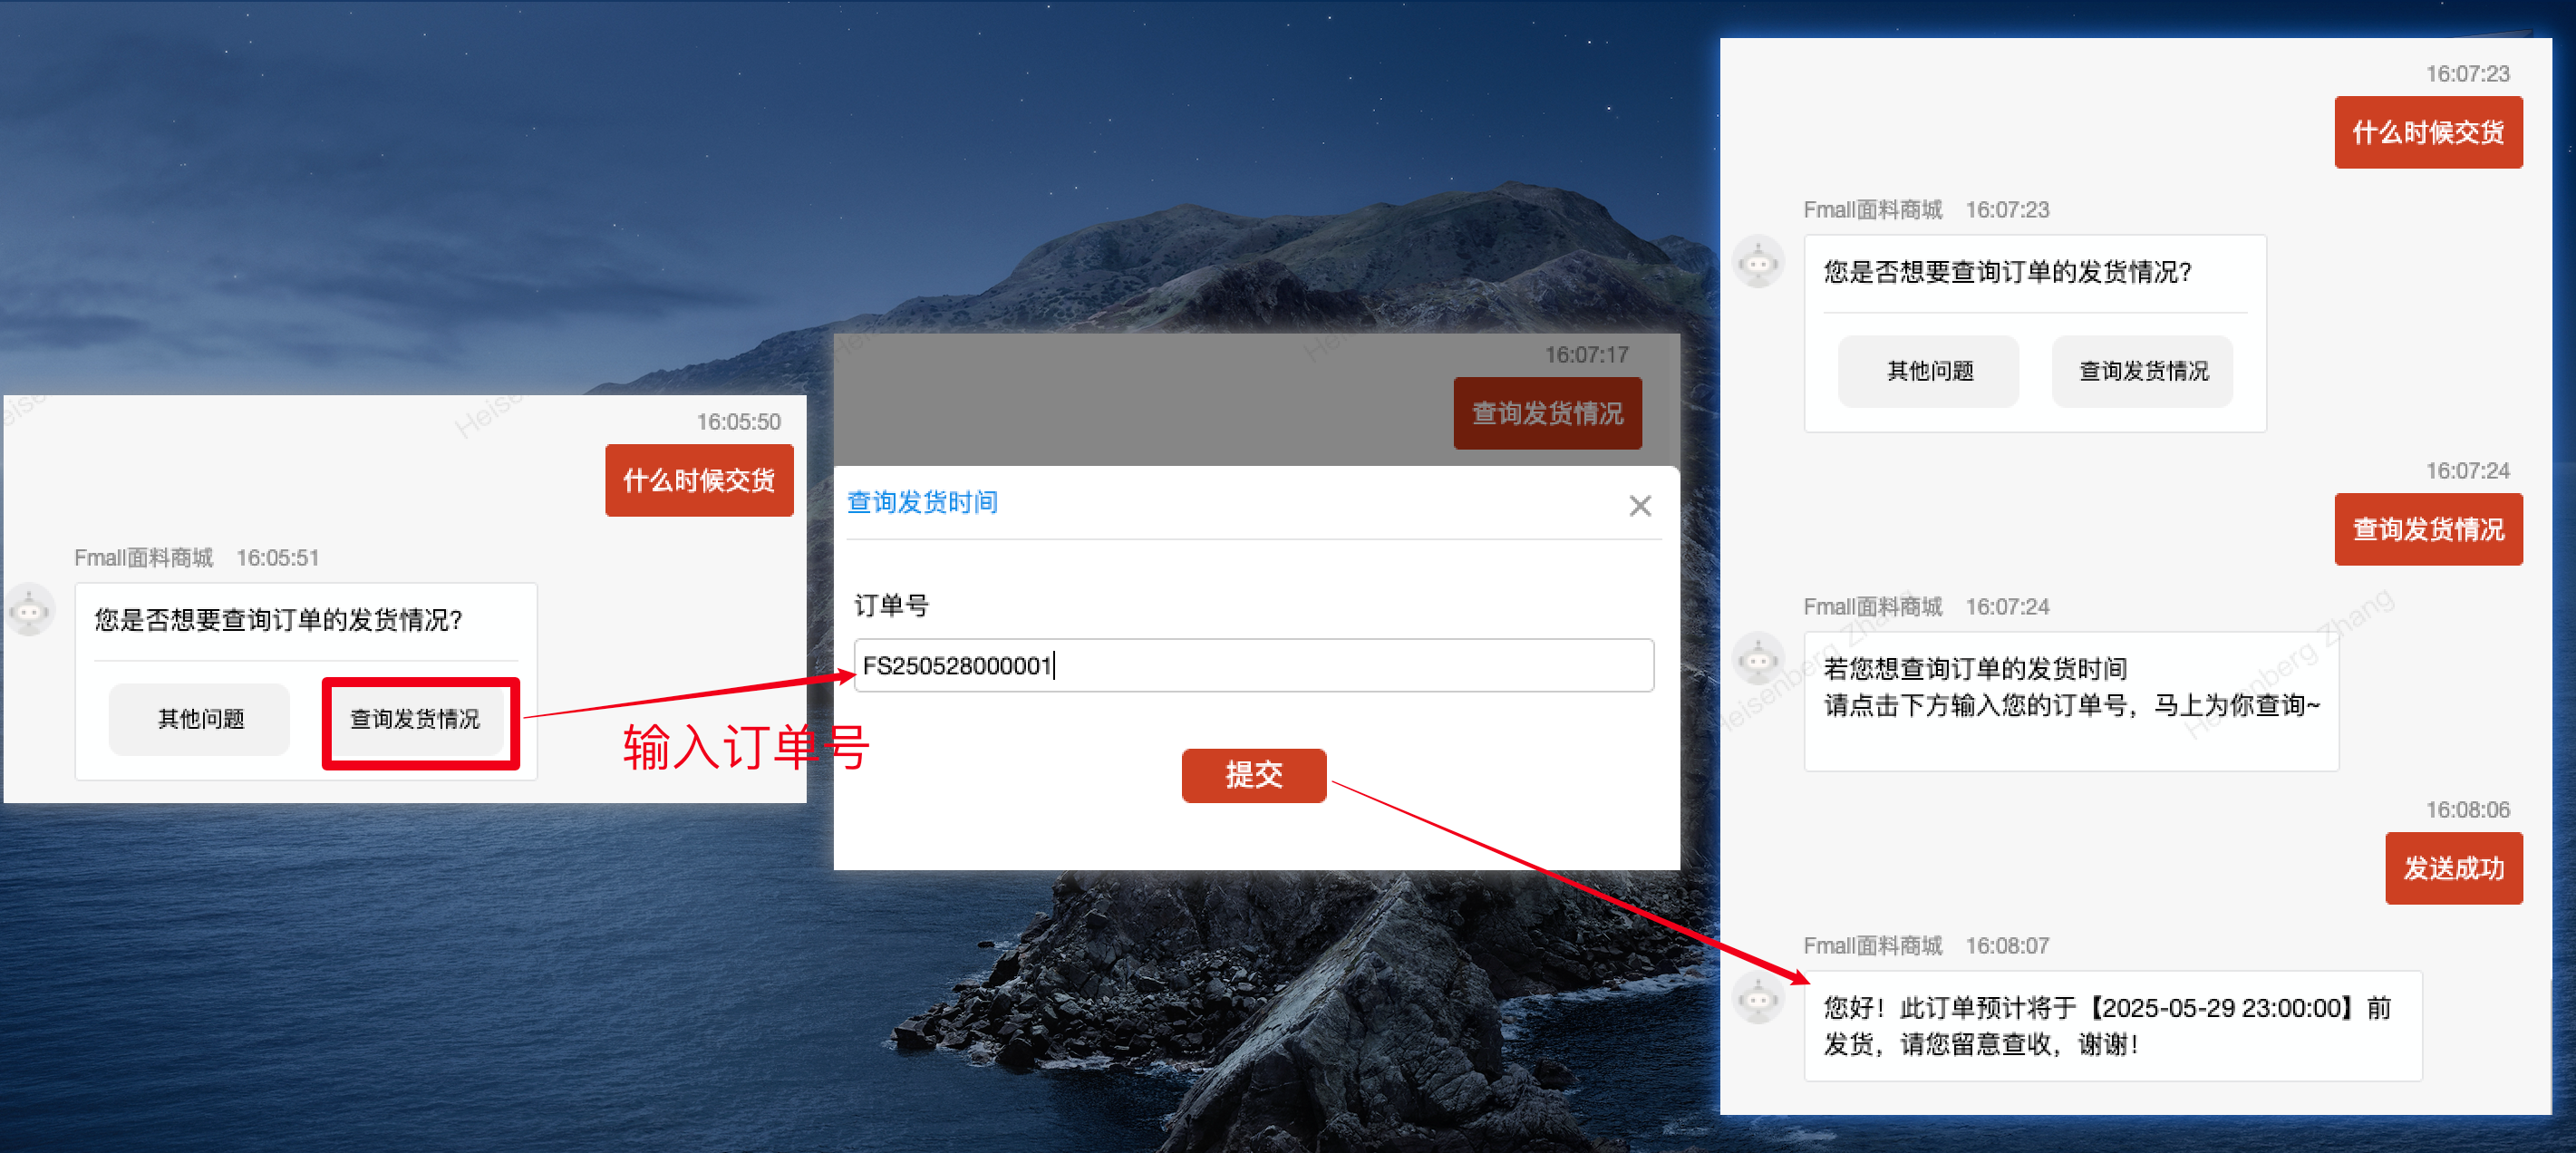 16:05:50
什么时候交货
Fmall面料商城 16:05:51
您是否想要查询订单的发货情况?
其他问题 查询发货情况
输入订单号
16:07:17
查询发货情况
查询发货时间
订单号
FS250528000001
提交
16:07:23
什么时候交货
Fmall面料商城 16:07:23
您是否想要查询订单的发货情况?
其他问题 查询发货情况
16:07:24
查询发货情况
Fmall面料商城 16:07:24
若您想查询订单的发货时间
请点击下方输入您的订单号，马上为你查询~
Heisenberg Zhang
Heisenberg Zhang
16:08:06
发送成功
Fmall面料商城 16:08:07
您好！此订单预计将于【2025-05-29 23:00:00】前
发货，请您留意查收，谢谢！